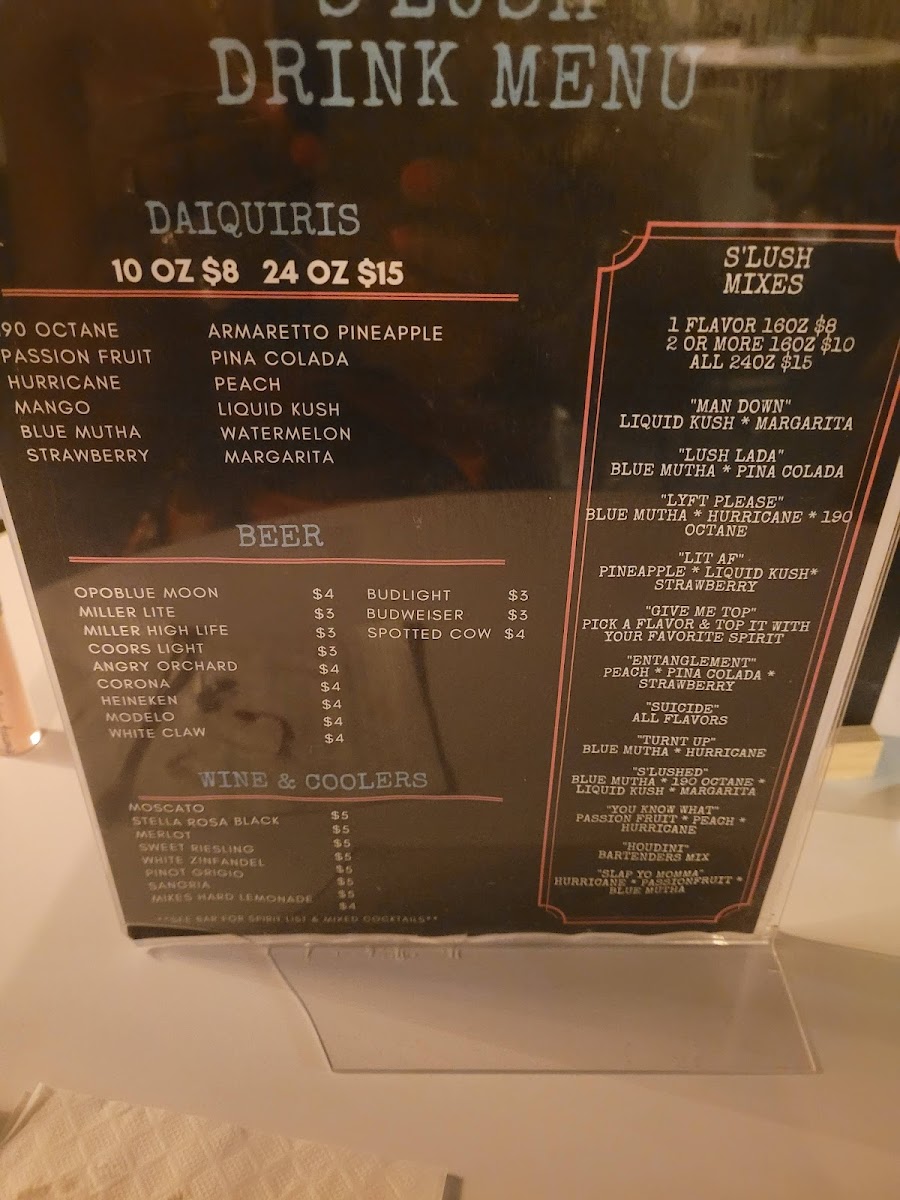 S'LUSH
DRINK MENU
DAIQUIRIS
10 OZ $8 24 OZ $15
90 OCTANE
PASSION FRUIT
HURRICANE
MANGO
BLUE MUTHA
STRAWBERRY
ARMARETTO PINEAPPLE
PINA COLADA
PEACH
LIQUID KUSH
WATERMELON
MARGARITA
BEER
OPOBLUE MOON $4
MILLER LITE $3
MILLER HIGH LIFE $3
COORS LIGHT $3
ANGRY ORCHARD $4
CORONA $4
HEINEKEN $4
MODELO $4
WHITE CLAW $4
BUDLIGHT $3
BUDWEISER $3
SPOTTED COW $4
WINE & COOLERS
MOSCATO $5
STELLA ROSA BLACK $5
MERLOT $5
SWEET RIESLING $5
WHITE ZINFANDEL $5
PINOT GRIGIO $5
SANGRIA $5
MIKES HARD LEMONADE $4
**SEE BAR FOR SPIRIT LIST & MIXED COCKTAILS**
S'LUSH
MIXES
1 FLAVOR 16OZ $8
2 OR MORE 16OZ $10
ALL 24OZ $15
"MAN DOWN"
LIQUID KUSH * MARGARITA
"LUSH LADA"
BLUE MUTHA * PINA COLADA
"LYFT PLEASE"
BLUE MUTHA * HURRICANE * 190
OCTANE
"LIT AF"
PINEAPPLE * LIQUID KUSH*
STRAWBERRY
"GIVE ME TOP"
PICK A FLAVOR & TOP IT WITH
YOUR FAVORITE SPIRIT
"ENTANGLEMENT"
PEACH * PINA COLADA *
STRAWBERRY
"SUICIDE"
ALL FLAVORS
"TURNT UP"
BLUE MUTHA * HURRICANE
"S'LUSHED"
BLUE MUTHA * 190 OCTANE *
LIQUID KUSH * MARGARITA
"YOU KNOW WHAT"
PASSION FRUIT * PEACH *
HURRICANE
"HOUDINI"
BARTENDERS MIX
"SLAP YO MOMMA"
HURRICANE * PASSIONFRUIT *
BLUE MUTHA